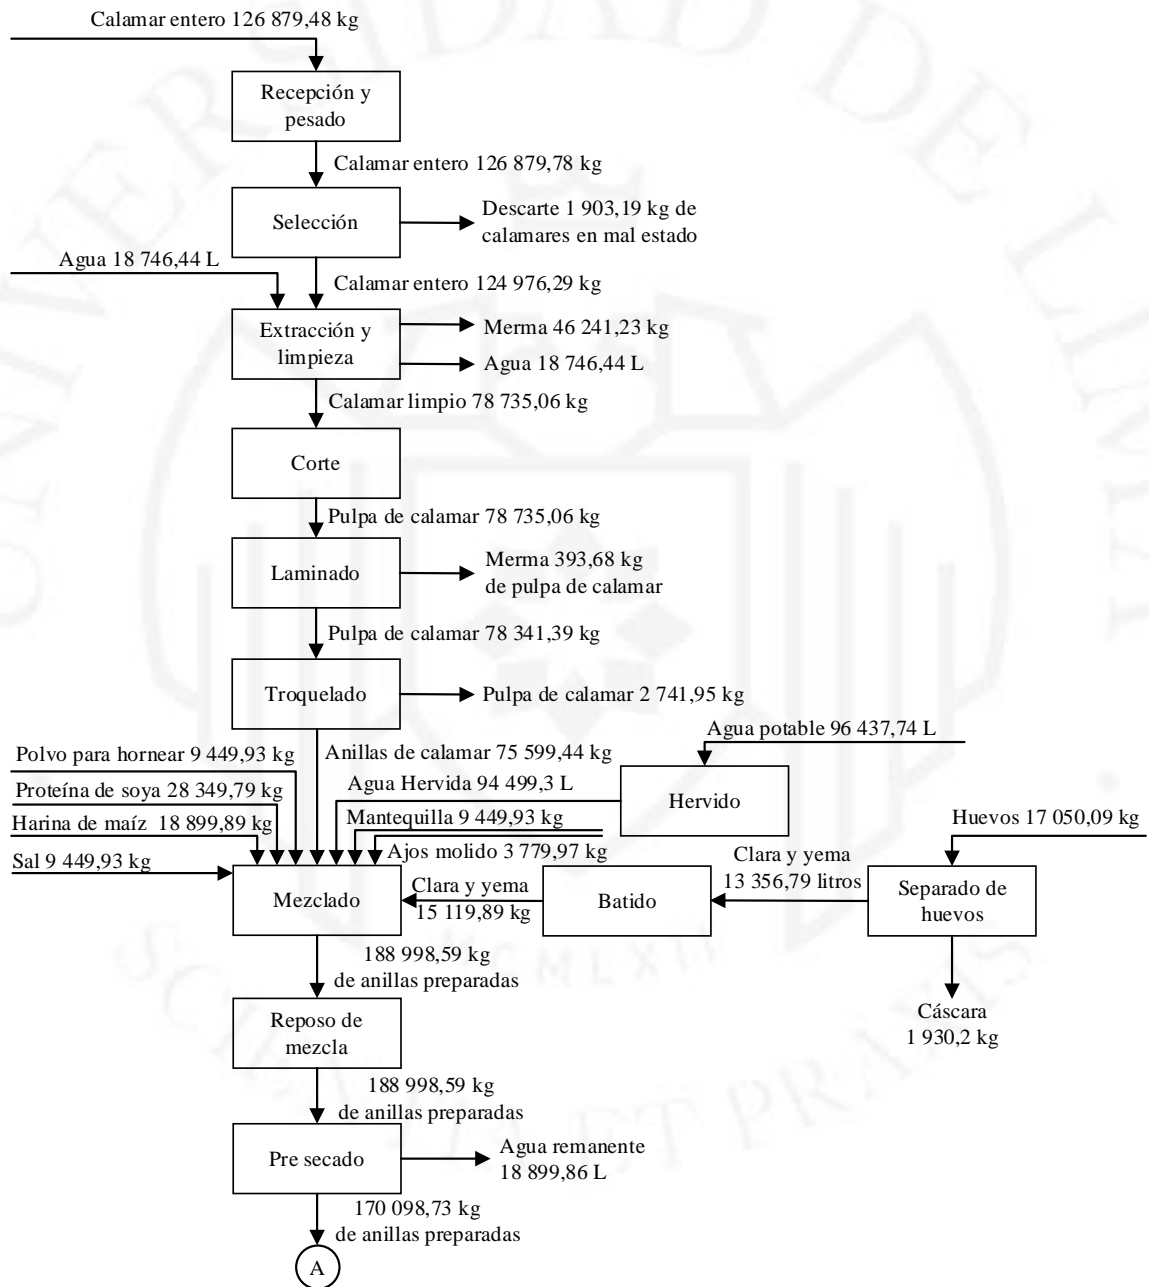 Calamar entero 126 879,48 kg
Recepción y
pesado
Calamar entero 126 879,78 kg
Selección
Descarte 1 903,19 kg de
calamares en mal estado
Agua 18 746,44 L
Calamar entero 124 976,29 kg
Extracción y
limpieza
Merma 46 241,23 kg
Agua 18 746,44 L
Calamar limpio 78 735,06 kg
Corte
Pulpa de calamar 78 735,06 kg
Laminado
Merma 393,68 kg
de pulpa de calamar
Pulpa de calamar 78 341,39 kg
Troquelado
Pulpa de calamar 2 741,95 kg
Agua potable 96 437,74 L
Polvo para hornear 9 449,93 kg
Anillas de calamar 75 599,44 kg
Agua Hervida 94 499,3 L
Hervido
Proteína de soya 28 349,79 kg
Harina de maíz 18 899,89 kg
Mantequilla 9 449,93 kg
Huevos 17 050,09 kg
Sal 9 449,93 kg
Ajos molido 3 779,97 kg
Mezclado
Clara y yema
15 119,89 kg
Batido
Clara y yema
13 356,79 litros
Separado de
huevos
188 998,59 kg
de anillas preparadas
Reposo de
mezcla
Cáscara
1 930,2 kg
188 998,59 kg
de anillas preparadas
Pre secado
Agua remanente
18 899,86 L
170 098,73 kg
de anillas preparadas
A
UNIVERSIDAD DE LIMA
SCIENTIA ET PRAXIS